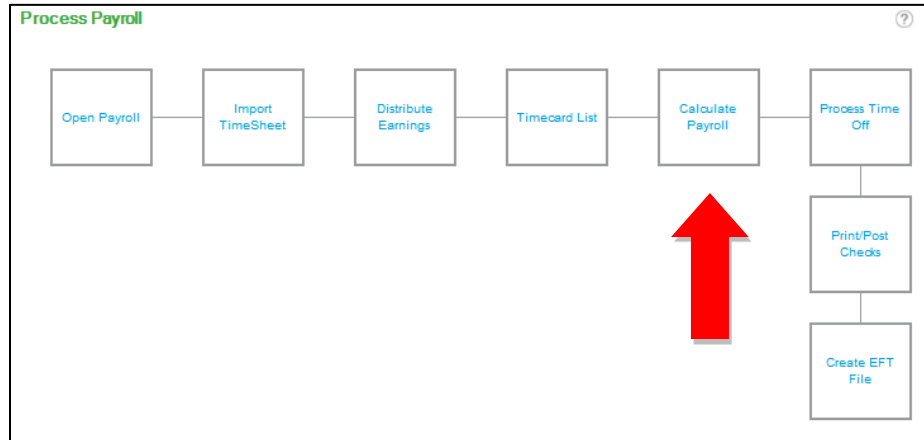 Process Payroll
?
Open Payroll
Import
TimeSheet
Distribute
Earnings
Timecard List
Calculate
Payroll
Process Time
Off
Print/Post
Checks
Create EFT
File